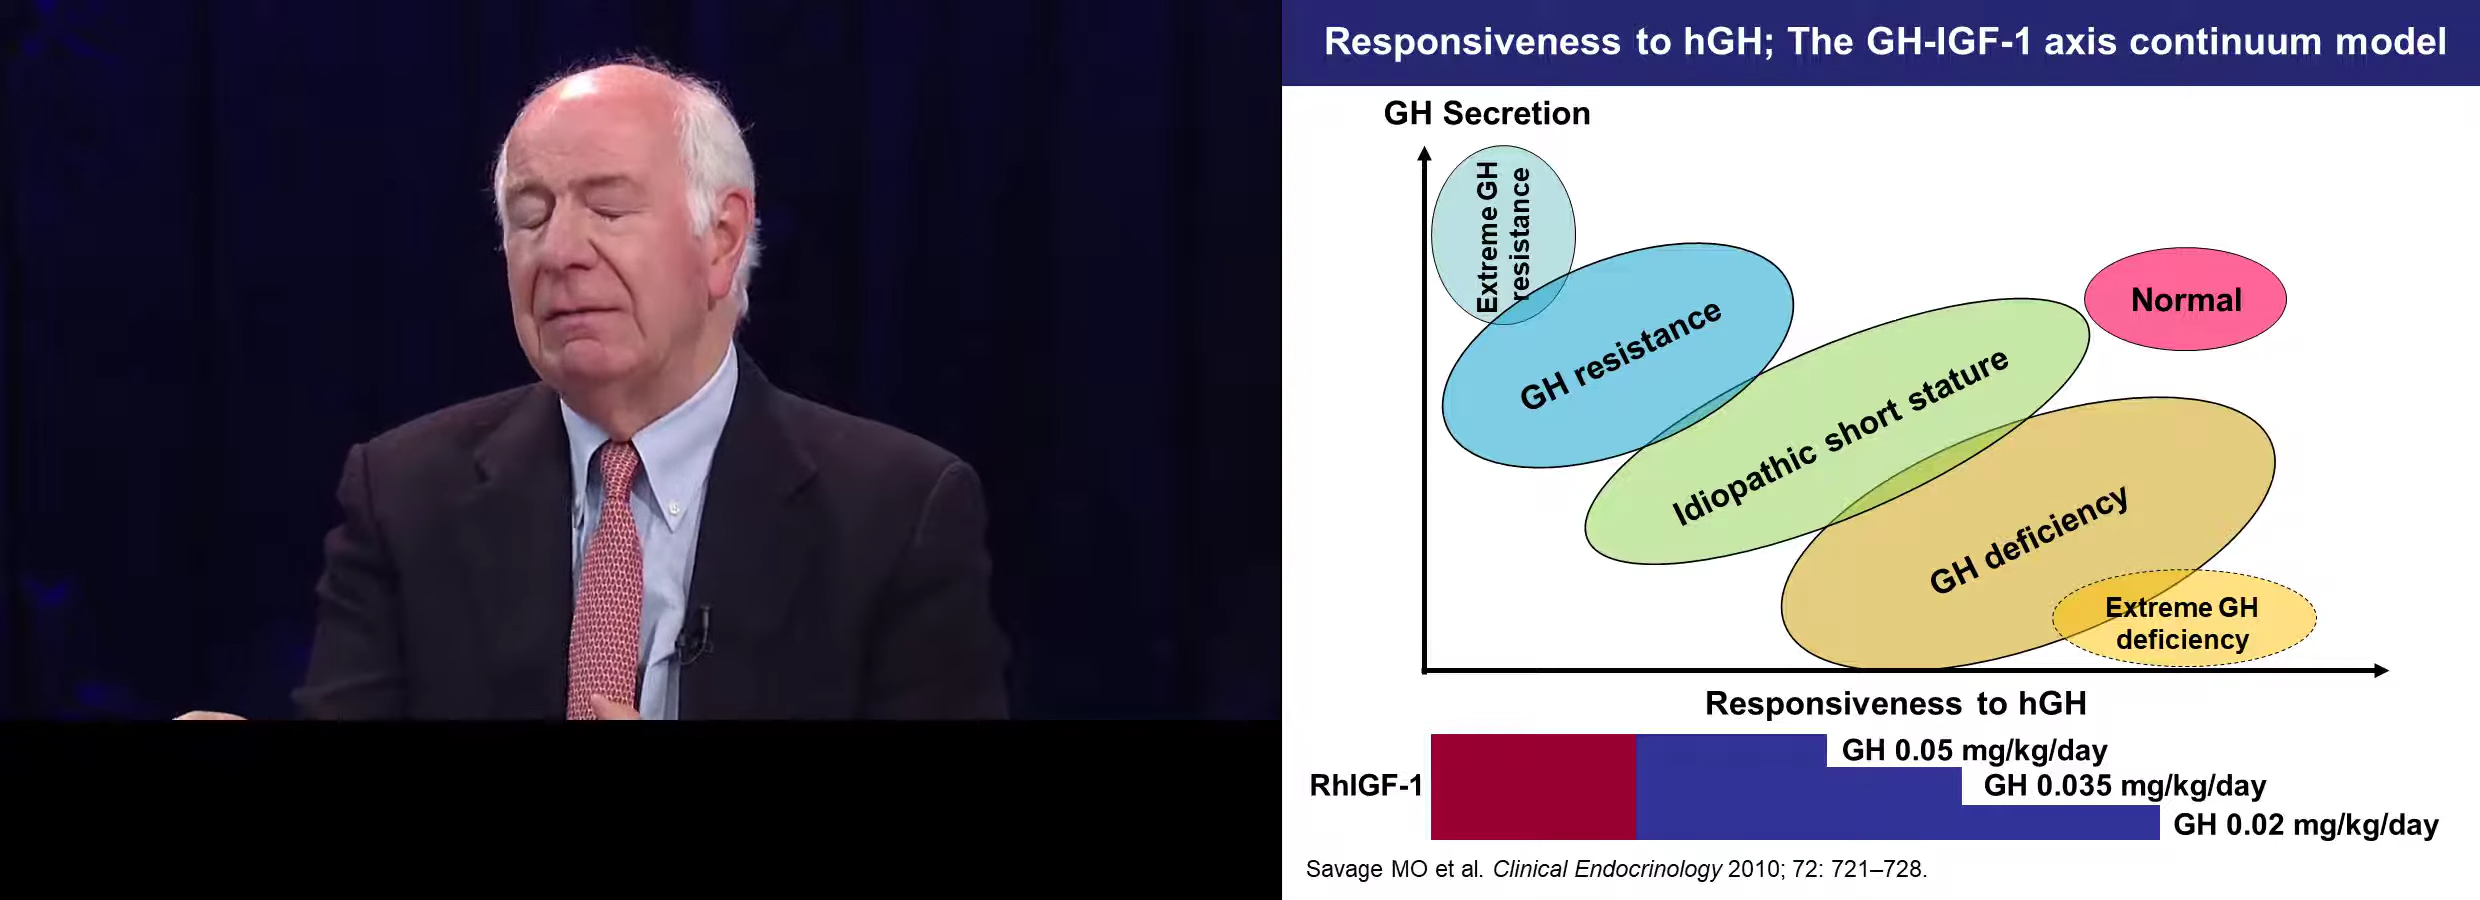 Responsiveness to hGH; The GH-IGF-1 axis continuum model
GH Secretion
Extreme GH
resistance
GH resistance
Normal
Idiopathic short stature
GH deficiency
Extreme GH
deficiency
Responsiveness to hGH
RhIGF-1
GH 0.05 mg/kg/day
GH 0.035 mg/kg/day
GH 0.02 mg/kg/day
Savage MO et al. Clinical Endocrinology 2010; 72: 721–728.